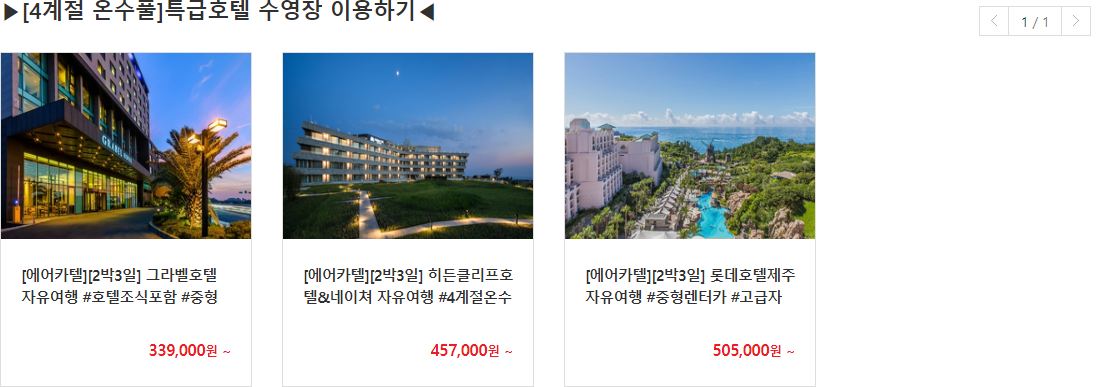 ▶[4계절 온수풀]특급호텔 수영장 이용하기◀
1 / 1
[에어카텔][2박3일] 그라벨호텔
자유여행 #호텔조식포함 #중형
339,000원 ~
[에어카텔][2박3일] 히든클리프호
텔&네이쳐 자유여행 #4계절온수
457,000원 ~
[에어카텔][2박3일] 롯데호텔제주
자유여행 #중형렌터카 #고급자
505,000원 ~